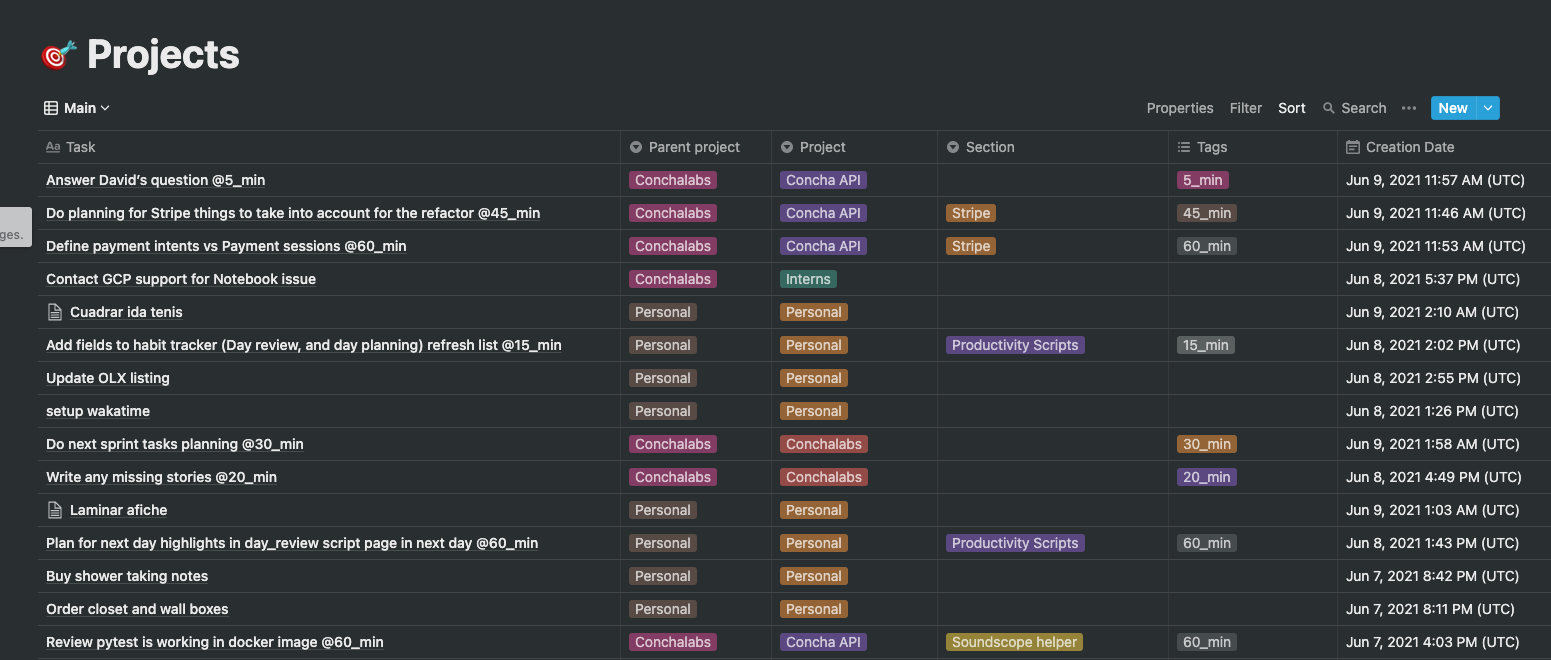 🎯 Projects
Main
Properties Filter Sort Search ••• New
Aa Task Parent project Project Section Tags Creation Date
Answer David's question @5_min Conchalabs Concha API 5_min Jun 9, 2021 11:57 AM (UTC)
Do planning for Stripe things to take into account for the refactor @45_min Conchalabs Concha API Stripe 45_min Jun 9, 2021 11:46 AM (UTC)
ges.
Define payment intents vs Payment sessions @60_min Conchalabs Concha API Stripe 60_min Jun 9, 2021 11:53 AM (UTC)
Contact GCP support for Notebook issue Conchalabs Interns Jun 8, 2021 5:37 PM (UTC)
Cuadrar ida tenis Personal Personal Jun 9, 2021 2:10 AM (UTC)
Add fields to habit tracker (Day review, and day planning) refresh list @15_min Personal Personal Productivity Scripts 15_min Jun 8, 2021 2:02 PM (UTC)
Update OLX listing Personal Personal Jun 8, 2021 2:55 PM (UTC)
setup wakatime Personal Personal Jun 8, 2021 1:26 PM (UTC)
Do next sprint tasks planning @30_min Conchalabs Conchalabs 30_min Jun 9, 2021 1:58 AM (UTC)
Write any missing stories @20_min Conchalabs Conchalabs 20_min Jun 8, 2021 4:49 PM (UTC)
Laminar afiche Personal Personal Jun 9, 2021 1:03 AM (UTC)
Plan for next day highlights in day_review script page in next day @60_min Personal Personal Productivity Scripts 60_min Jun 8, 2021 1:43 PM (UTC)
Buy shower taking notes Personal Personal Jun 7, 2021 8:42 PM (UTC)
Order closet and wall boxes Personal Personal Jun 7, 2021 8:11 PM (UTC)
Review pytest is working in docker image @60_min Conchalabs Concha API Soundscope helper 60_min Jun 7, 2021 4:03 PM (UTC)